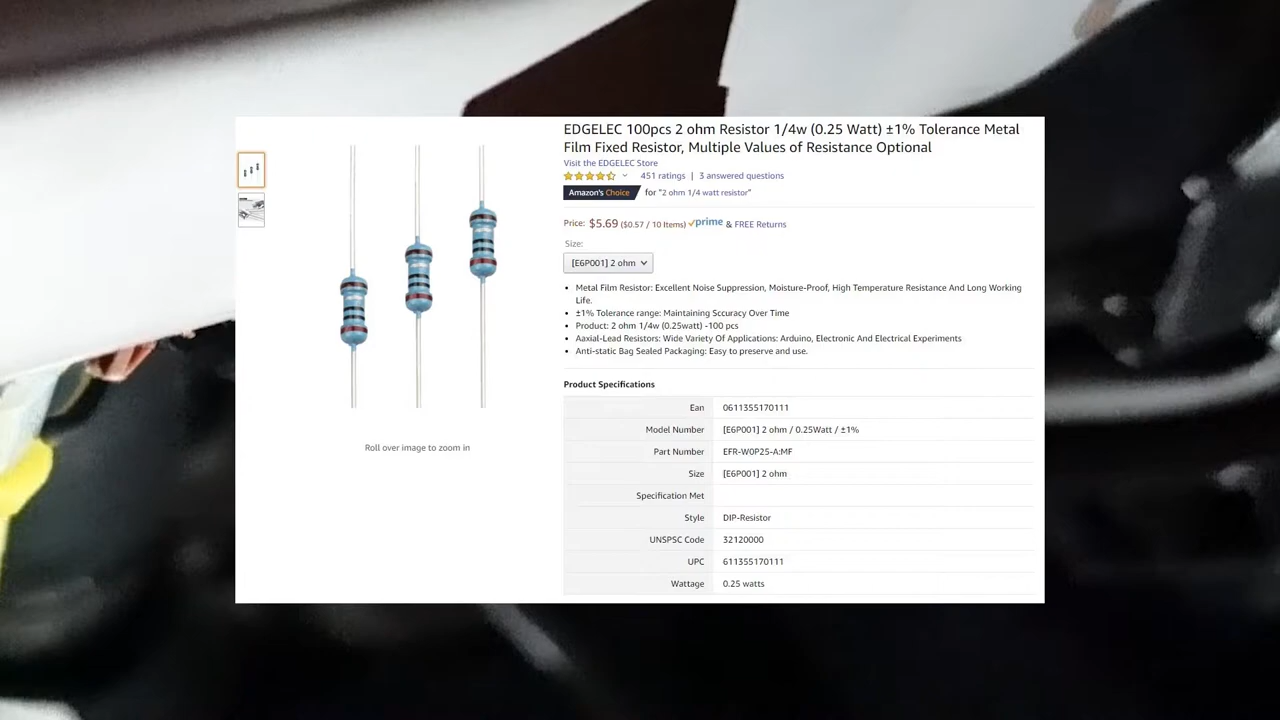 EDGELEC 100pcs 2 ohm Resistor 1/4w (0.25 Watt) ±1% Tolerance Metal
Film Fixed Resistor, Multiple Values of Resistance Optional
Visit the EDGELEC Store
451 ratings | 3 answered questions
Amazon's Choice for "2 ohm 1/4 watt resistor"
Price: $5.69 ($0.57 / 10 Items) prime & FREE Returns
Size:
[E6P001] 2 ohm
• Metal Film Resistor: Excellent Noise Suppression, Moisture-Proof, High Temperature Resistance And Long Working
Life.
• ±1% Tolerance range: Maintaining Sccuracy Over Time
• Product: 2 ohm 1/4w (0.25watt) -100 pcs
• Aaxial-Lead Resistors: Wide Variety Of Applications: Arduino, Electronic And Electrical Experiments
• Anti-static Bag Sealed Packaging: Easy to preserve and use.
Roll over image to zoom in
Product Specifications
Ean 0611355170111
Model Number [E6P001] 2 ohm / 0.25Watt / ±1%
Part Number EFR-W0P25-A:MF
Size [E6P001] 2 ohm
Specification Met
Style DIP-Resistor
UNSPSC Code 32120000
UPC 611355170111
Wattage 0.25 watts